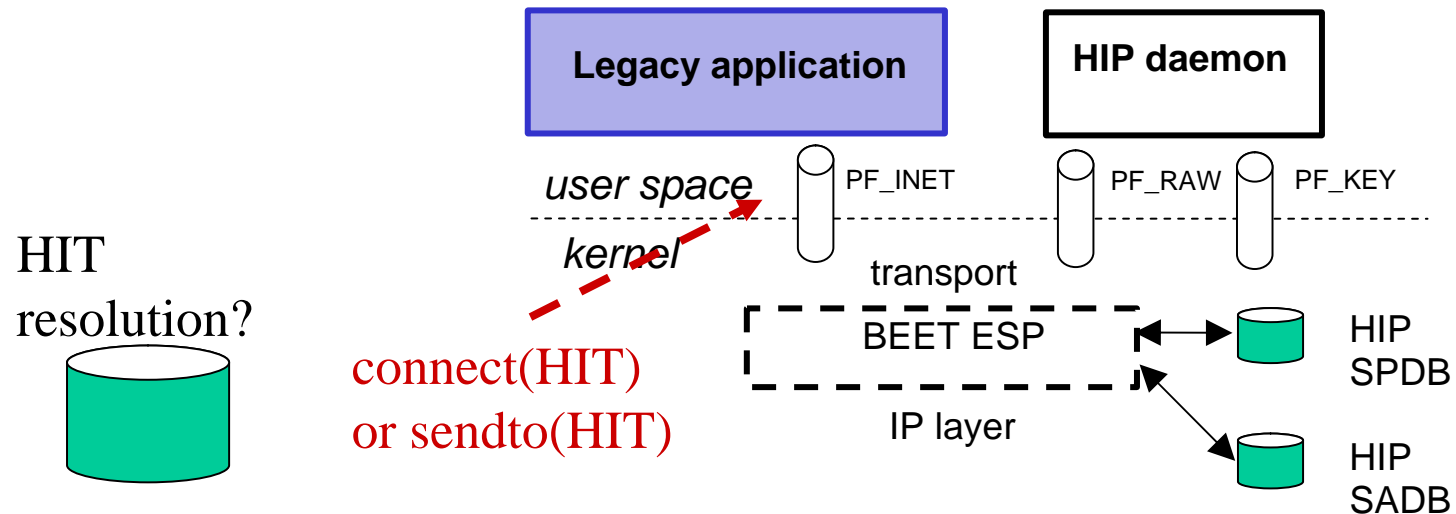 Legacy application
HIP daemon
user space
PF_INET
PF_RAW
PF_KEY
kernel
HIT
resolution?
transport
connect(HIT)
or sendto(HIT)
BEET ESP
IP layer
HIP
SPDB
HIP
SADB